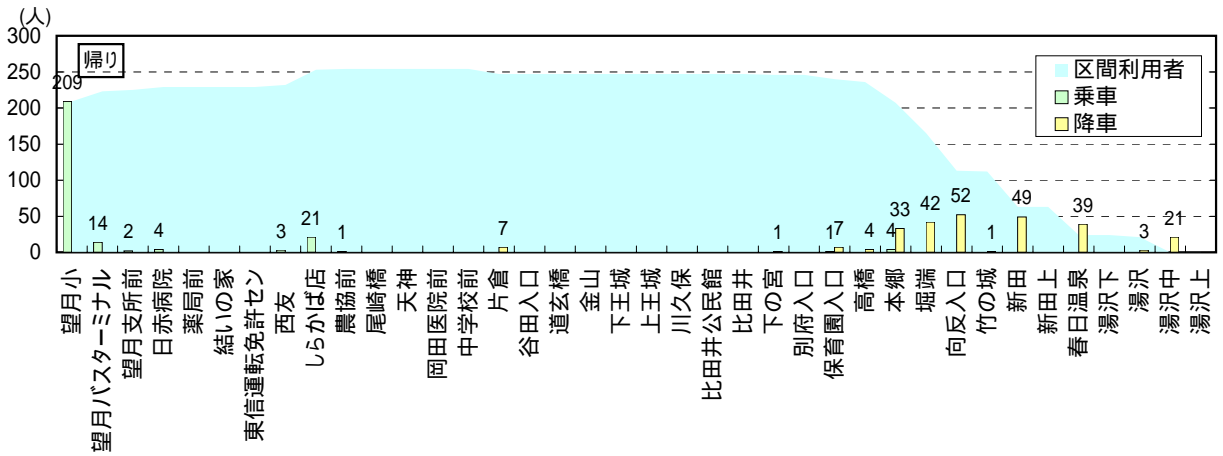 (人)
300
250
200
150
100
50
0
帰り
区間利用者
乗車
降車
209
14
2
4
3
21
1
7
1
1
7
4
4
33
42
52
1
49
39
3
21
望月小
望月バスターミナル
望月支所前
日赤病院
薬局前
結いの家
東信運転免許セン
西友
しらかば店
農協前
尾崎橋
天神
岡田医院前
中学校前
片倉
谷田入口
道玄橋
金山
下王城
上王城
川久保
比田井公民館
比田井
下の宮
別府入口
保育園入口
高橋
本郷
堀端
向反入口
竹の城
新田
新田上
春日温泉
湯沢下
湯沢
湯沢中
湯沢上